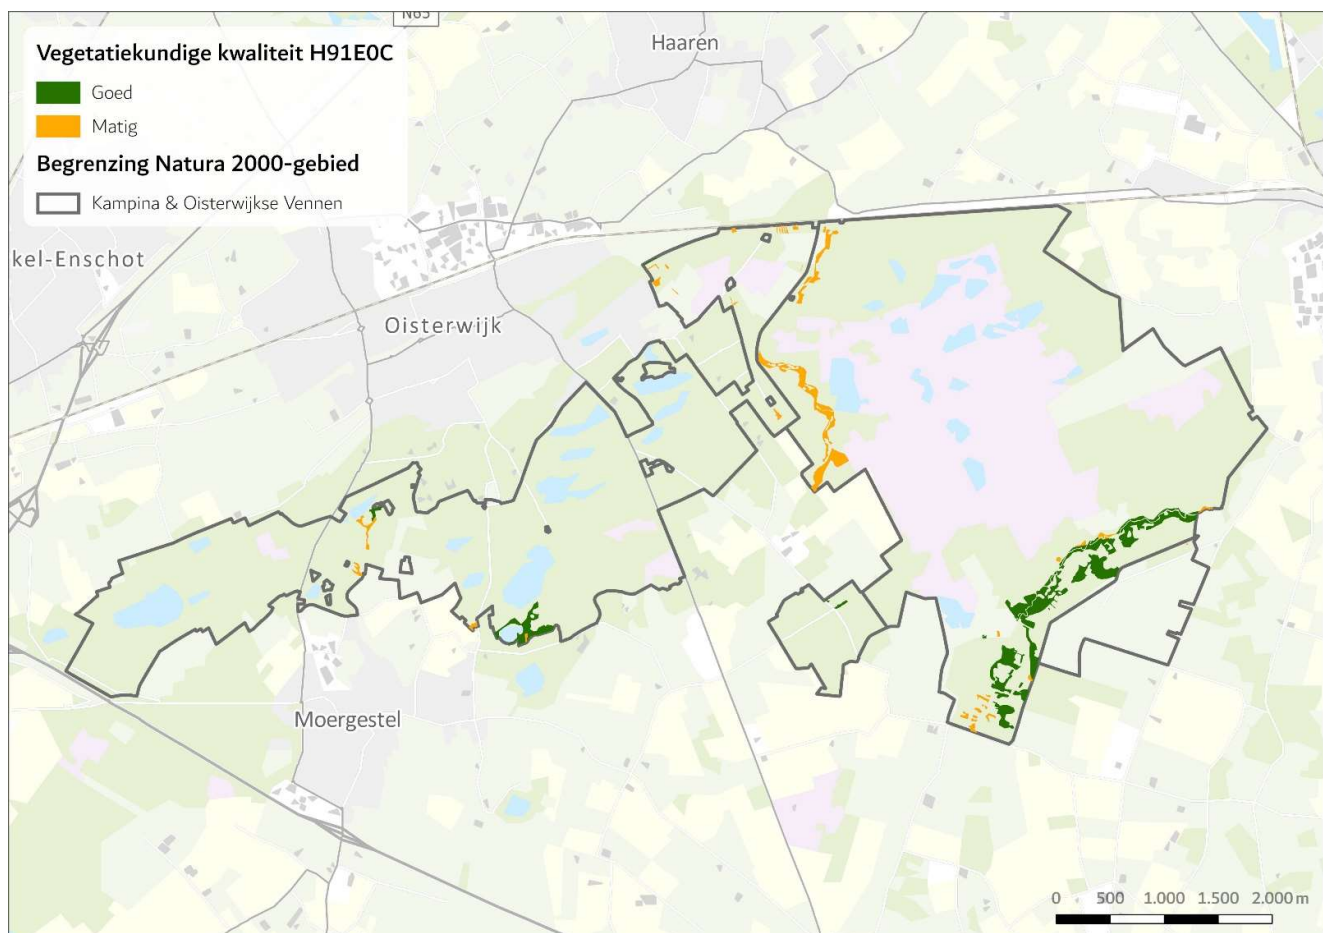 N65
Haaren
Vegetatiekundige kwaliteit H91E0C
Goed
Matig
Begrenzing Natura 2000-gebied
Kampina & Oisterwijkse Vennen
kel-Enschot
Oisterwijk
Moergestel
0 500 1.000 1.500 2.000 m